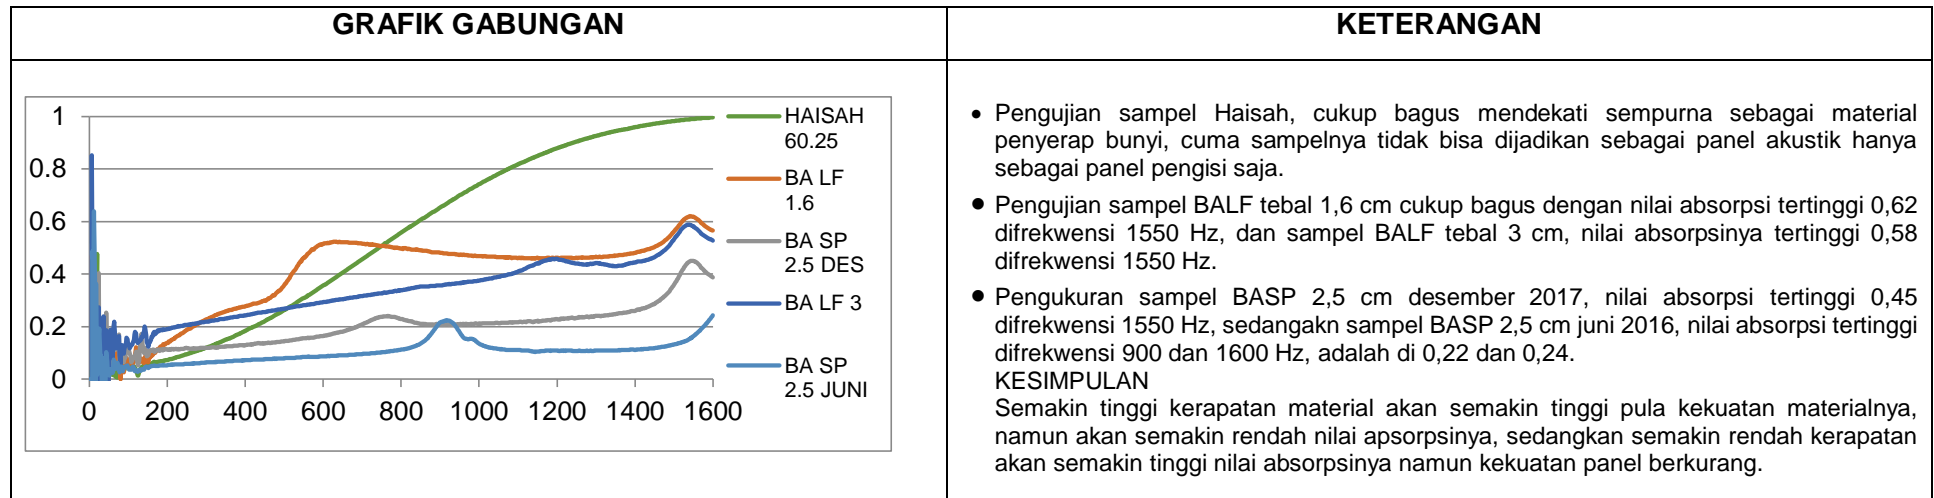 GRAFIK GABUNGAN
KETERANGAN
1
0.8
0.6
0.4
0.2
0
0 200 400 600 800 1000 1200 1400 1600
HAISAH
60.25
BA LF
1.6
BA SP
2.5 DES
BA LF 3
BA SP
2.5 JUNI
• Pengujian sampel Haisah, cukup bagus mendekati sempurna sebagai material
penyerap bunyi, cuma sampelnya tidak bisa dijadikan sebagai panel akustik hanya
sebagai panel pengisi saja.
• Pengujian sampel BALF tebal 1,6 cm cukup bagus dengan nilai absorpsi tertinggi 0,62
difrekwensi 1550 Hz, dan sampel BALF tebal 3 cm, nilai absorpsinya tertinggi 0,58
difrekwensi 1550 Hz.
• Pengukuran sampel BASP 2,5 cm desember 2017, nilai absorpsi tertinggi 0,45
difrekwensi 1550 Hz, sedangakn sampel BASP 2,5 cm juni 2016, nilai absorpsi tertinggi
difrekwensi 900 dan 1600 Hz, adalah di 0,22 dan 0,24.
KESIMPULAN
Semakin tinggi kerapatan material akan semakin tinggi pula kekuatan materialnya,
namun akan semakin rendah nilai apsorpsinya, sedangkan semakin rendah kerapatan
akan semakin tinggi nilai absorpsinya namun kekuatan panel berkurang.